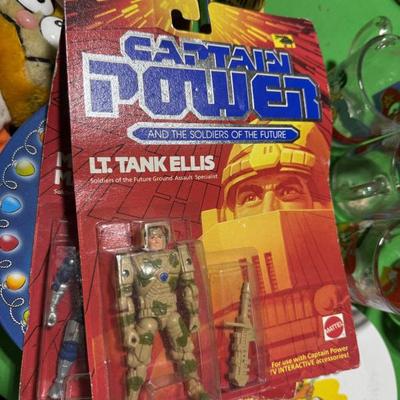 CAPTAIN
POWER
AND THE SOLDIERS OF THE FUTURE
LT. TANK ELLIS
Soldiers of the Future Ground Assault Specialist
MATTEL
For use with Captain Power
TV INTERACTIVE accessories!